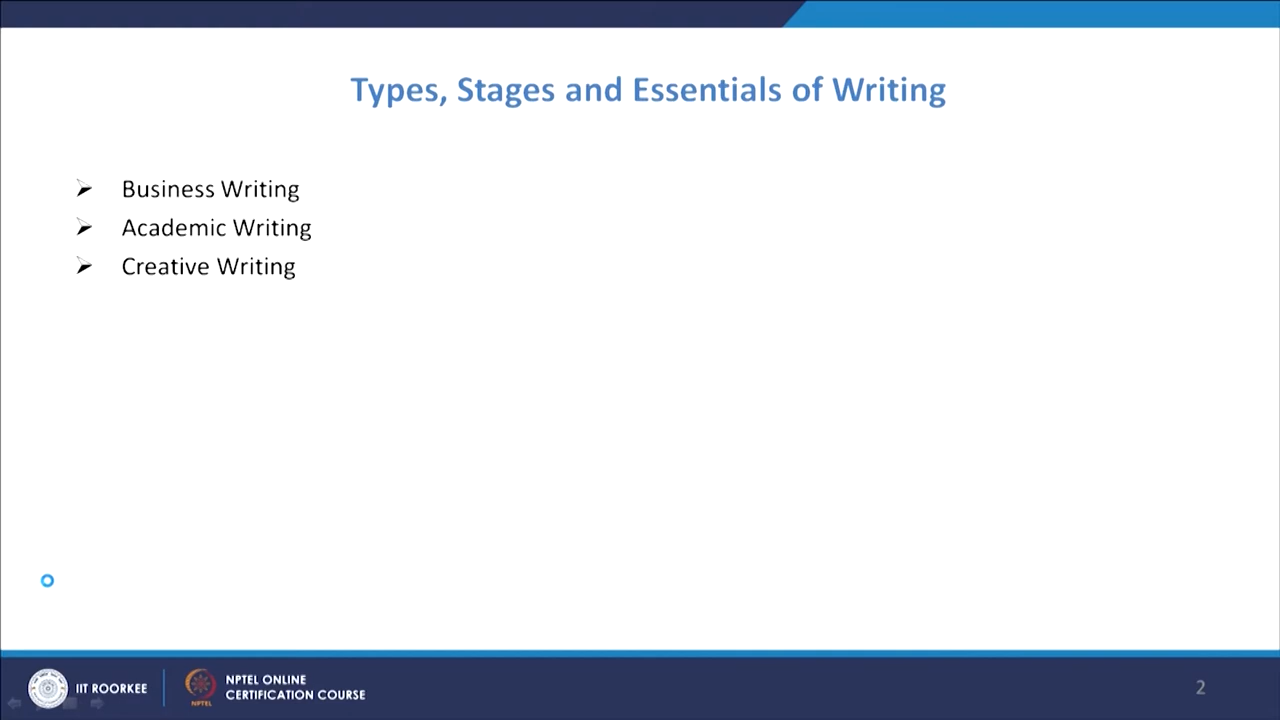 Types, Stages and Essentials of Writing
Business Writing
Academic Writing
Creative Writing
IIT ROORKEE
NPTEL
NPTEL ONLINE
CERTIFICATION COURSE
2